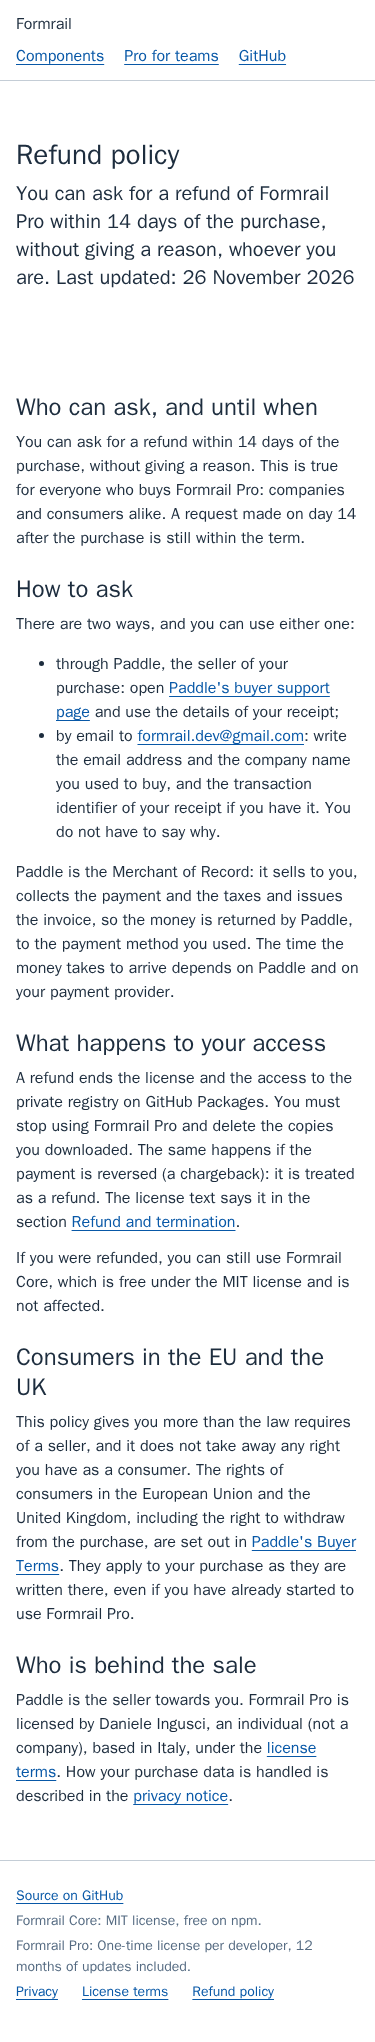 Formrail
Components Pro for teams GitHub
Refund policy
You can ask for a refund of Formrail
Pro within 14 days of the purchase,
without giving a reason, whoever you
are. Last updated: 26 November 2026
Who can ask, and until when
You can ask for a refund within 14 days of the
purchase, without giving a reason. This is true
for everyone who buys Formrail Pro: companies
and consumers alike. A request made on day 14
after the purchase is still within the term.
How to ask
There are two ways, and you can use either one:
• through Paddle, the seller of your
purchase: open Paddle's buyer support
page and use the details of your receipt;
• by email to formrail.dev@gmail.com: write
the email address and the company name
you used to buy, and the transaction
identifier of your receipt if you have it. You
do not have to say why.
Paddle is the Merchant of Record: it sells to you,
collects the payment and the taxes and issues
the invoice, so the money is returned by Paddle,
to the payment method you used. The time the
money takes to arrive depends on Paddle and on
your payment provider.
What happens to your access
A refund ends the license and the access to the
private registry on GitHub Packages. You must
stop using Formrail Pro and delete the copies
you downloaded. The same happens if the
payment is reversed (a chargeback): it is treated
as a refund. The license text says it in the
section Refund and termination.
If you were refunded, you can still use Formrail
Core, which is free under the MIT license and is
not affected.
Consumers in the EU and the
UK
This policy gives you more than the law requires
of a seller, and it does not take away any right
you have as a consumer. The rights of
consumers in the European Union and the
United Kingdom, including the right to withdraw
from the purchase, are set out in Paddle's Buyer
Terms. They apply to your purchase as they are
written there, even if you have already started to
use Formrail Pro.
Who is behind the sale
Paddle is the seller towards you. Formrail Pro is
licensed by Daniele Ingusci, an individual (not a
company), based in Italy, under the license
terms. How your purchase data is handled is
described in the privacy notice.
Source on GitHub
Formrail Core: MIT license, free on npm.
Formrail Pro: One-time license per developer, 12
months of updates included.
Privacy License terms Refund policy